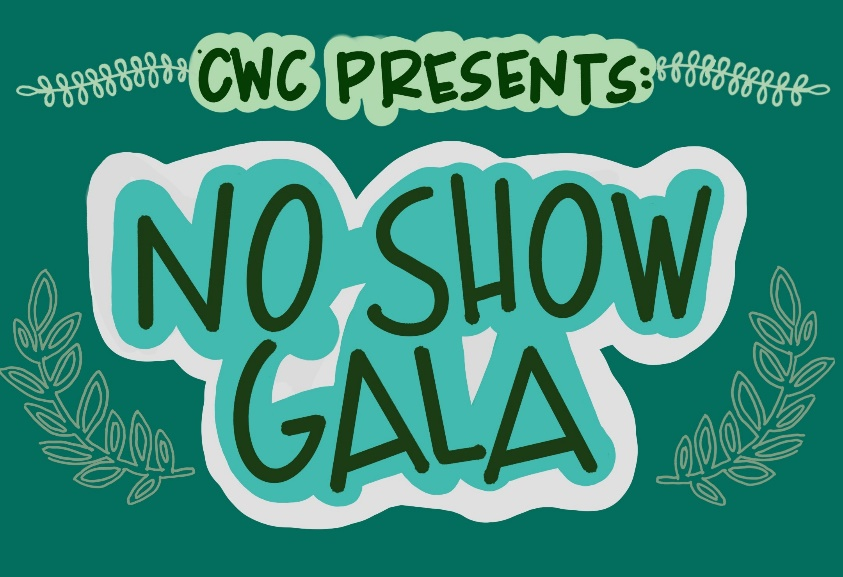 CWC PRESENTS:
NO SHOW
GALA